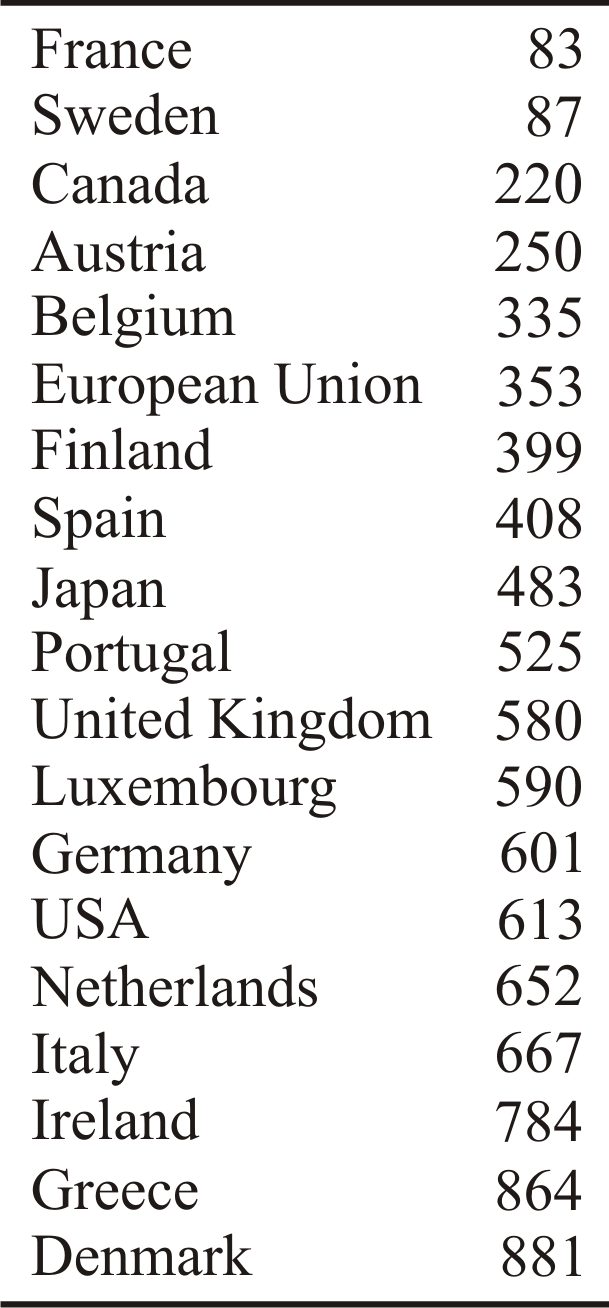 France 83
Sweden 87
Canada 220
Austria 250
Belgium 335
European Union 353
Finland 399
Spain 408
Japan 483
Portugal 525
United Kingdom 580
Luxembourg 590
Germany 601
USA 613
Netherlands 652
Italy 667
Ireland 784
Greece 864
Denmark 881